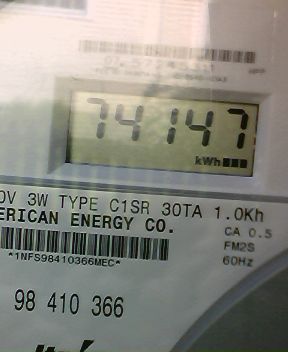 74147
kWh
0V 3W TYPE C1SR 30TA 1.0Kh
ERICAN ENERGY CO.
CA 0.5
FM2S
*1NFS98410366MEC*
60Hz
98 410 366